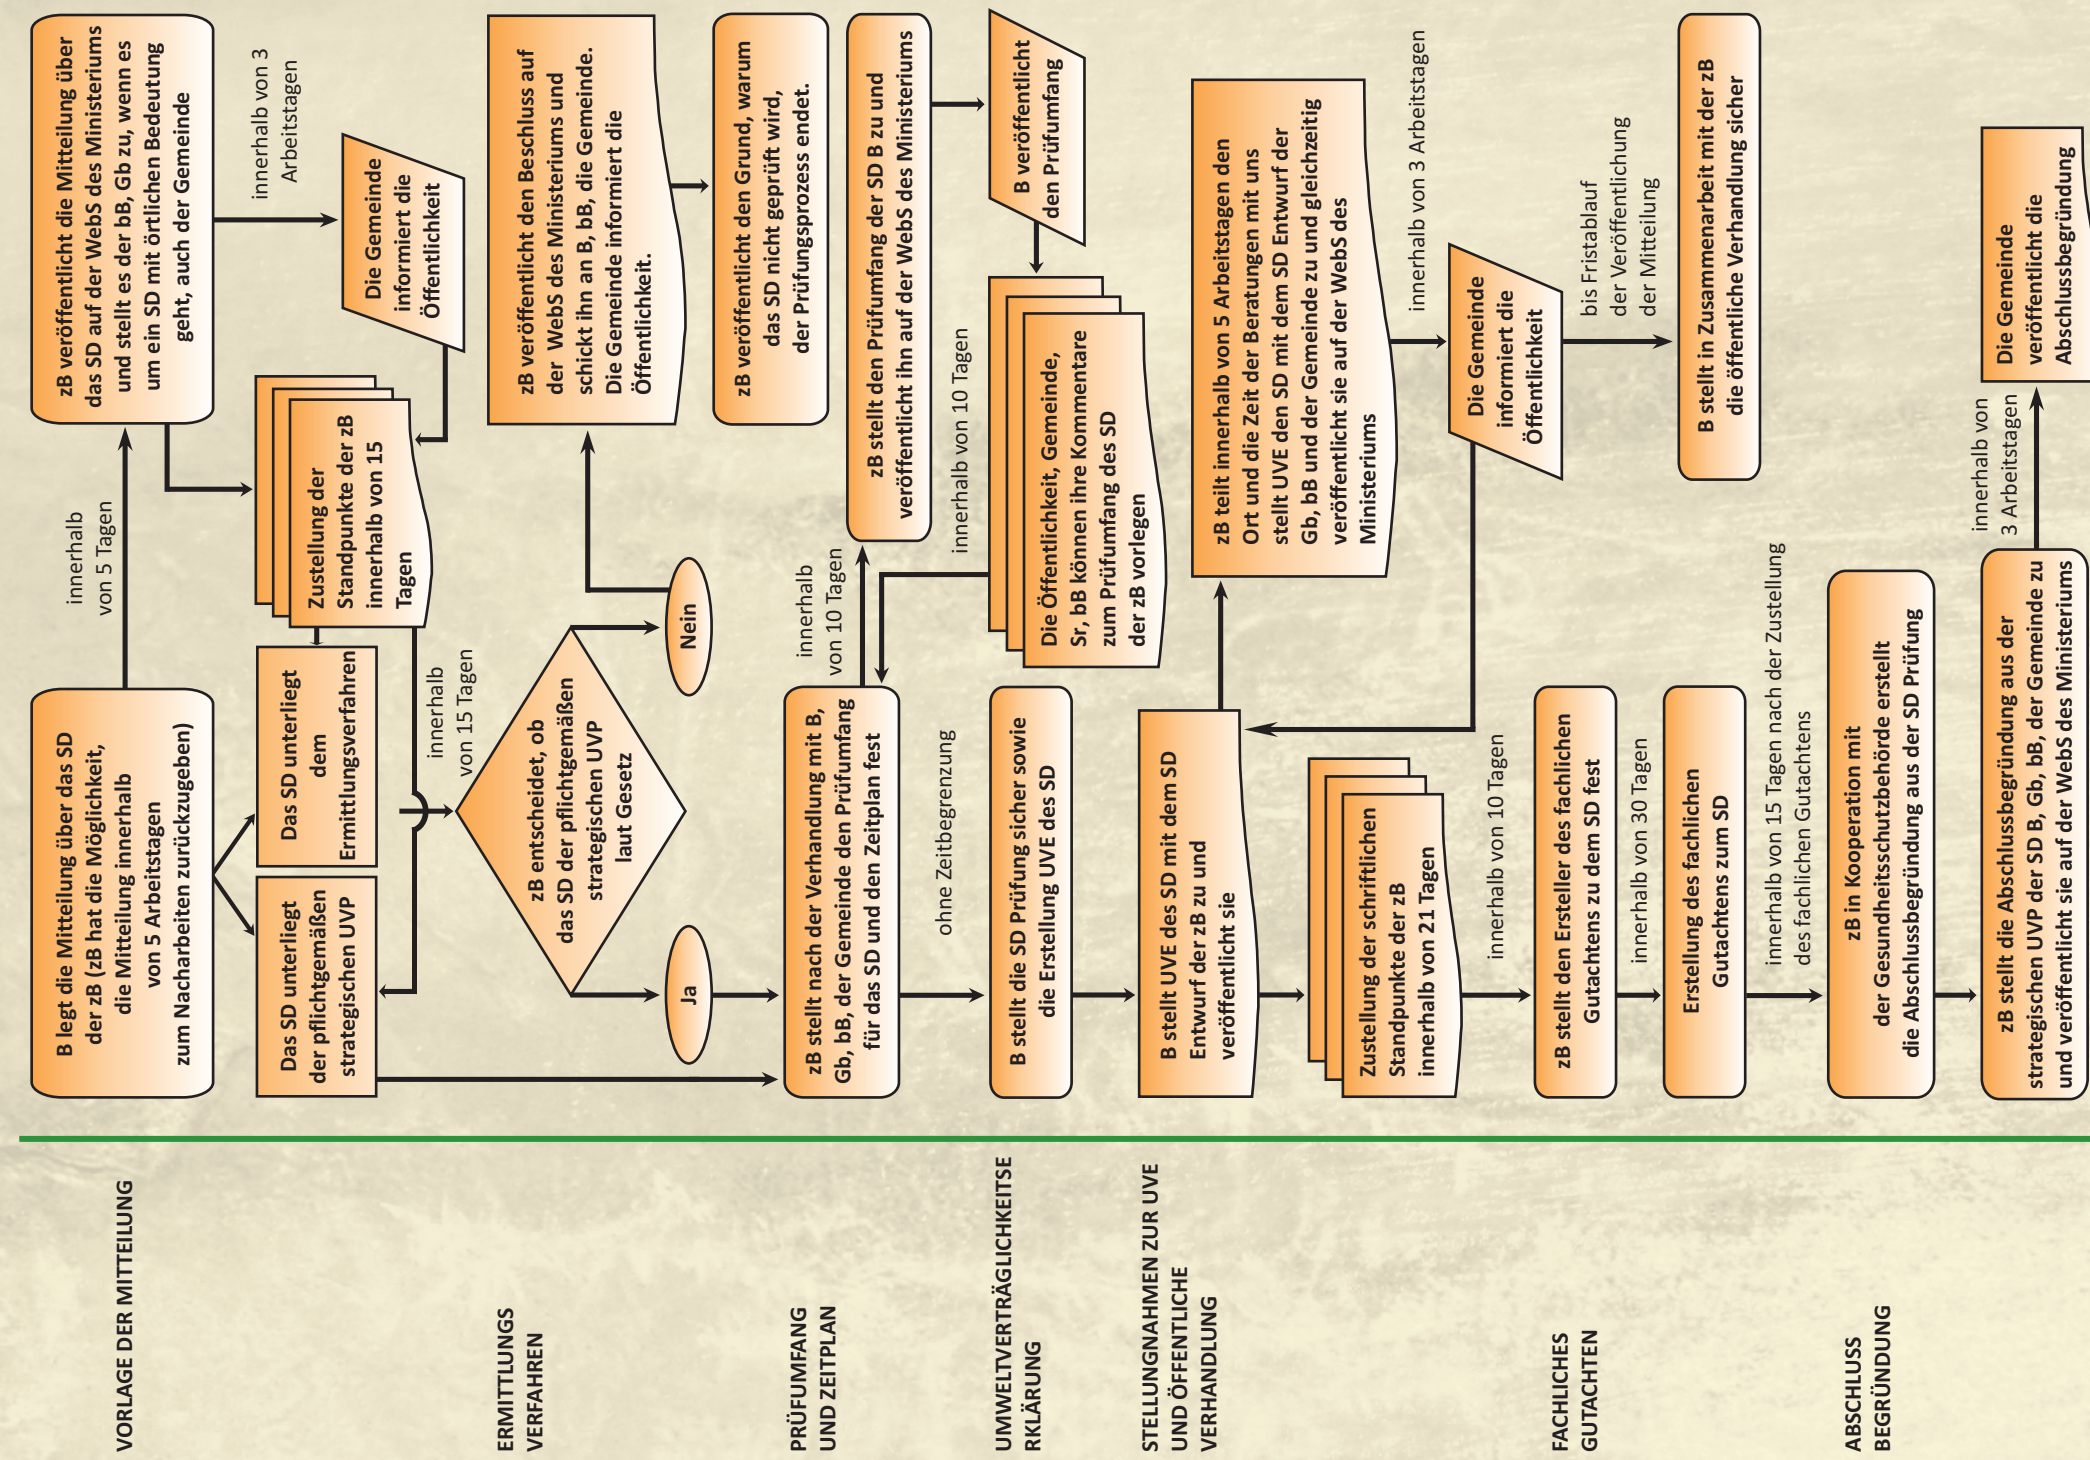 VORLAGE DER MITTEILUNG
B legt die Mitteilung über das SD
der zB (zB hat die Möglichkeit,
die Mitteilung innerhalb
von 5 Arbeitstagen
zum Nacharbeiten zurückzugeben)
innerhalb
von 5 Tagen
zB veröffentlicht die Mitteilung über
das SD auf der WebS des Ministeriums
und stellt es der bB, Gb zu, wenn es
um ein SD mit örtlichen Bedeutung
geht, auch der Gemeinde
innerhalb von 3
Arbeitstagen
Die Gemeinde
informiert die
Öffentlichkeit
Das SD unterliegt
der pflichtgemäßen
strategischen UVP
Das SD unterliegt
dem
Ermittlungsverfahren
Zustellung der
Standpunkte der zB
innerhalb von 15
Tagen
ERMITTLUNGS
VERFAHREN
innerhalb
von 15 Tagen
zB entscheidet, ob
das SD der pflichtgemäßen
strategischen UVP
laut Gesetz
Ja
Nein
zB veröffentlicht den Beschluss auf
der WebS des Ministeriums und
schickt ihn an B, bB, die Gemeinde.
Die Gemeinde informiert die
Öffentlichkeit.
zB veröffentlicht den Grund, warum
das SD nicht geprüft wird,
der Prüfungsprozess endet.
PRÜFUMFANG
UND ZEITPLAN
zB stellt nach der Verhandlung mit B,
Gb, bB, der Gemeinde den Prüfumfang
für das SD und den Zeitplan fest
innerhalb
von 10 Tagen
zB stellt den Prüfumfang der SD B zu und
veröffentlicht ihn auf der WebS des Ministeriums
B veröffentlicht
den Prüfumfang
innerhalb von 10 Tagen
Die Öffentlichkeit, Gemeinde,
Sr, bB können ihre Kommentare
zum Prüfumfang des SD
der zB vorlegen
ohne Zeitbegrenzung
UMWELTVERTRÄGLICHKEITSE
RKLÄRUNG
B stellt die SD Prüfung sicher sowie
die Erstellung UVE des SD
STELLUNGNAHMEN ZUR UVE
UND ÖFFENTLICHE
VERHANDLUNG
B stellt UVE des SD mit dem SD
Entwurf der zB zu und
veröffentlicht sie
zB teilt innerhalb von 5 Arbeitstagen den
Ort und die Zeit der Beratungen mit uns
stellt UVE den SD mit dem SD Entwurf der
Gb, bB und der Gemeinde zu und gleichzeitig
veröffentlicht sie auf der WebS des
Ministeriums
innerhalb von 3 Arbeitstagen
Die Gemeinde
informiert die
Öffentlichkeit
bis Fristablauf
der Veröffentlichung
der Mitteilung
B stellt in Zusammenarbeit mit der zB
die öffentliche Verhandlung sicher
Zustellung der schriftlichen
Standpunkte der zB
innerhalb von 21 Tagen
innerhalb von 10 Tagen
FACHLICHES
GUTACHTEN
zB stellt den Ersteller des fachlichen
Gutachtens zu dem SD fest
innerhalb von 30 Tagen
Erstellung des fachlichen
Gutachtens zum SD
innerhalb von 15 Tagen nach der Zustellung
des fachlichen Gutachtens
ABSCHLUSS
BEGRÜNDUNG
zB in Kooperation mit
der Gesundheitsschutzbehörde erstellt
die Abschlussbegründung aus der SD Prüfung
zB stellt die Abschlussbegründung aus der
strategischen UVP der SD B, Gb, bB, der Gemeinde zu
und veröffentlicht sie auf der WebS des Ministeriums
innerhalb von
3 Arbeitstagen
Die Gemeinde
veröffentlicht die
Abschlussbegründung